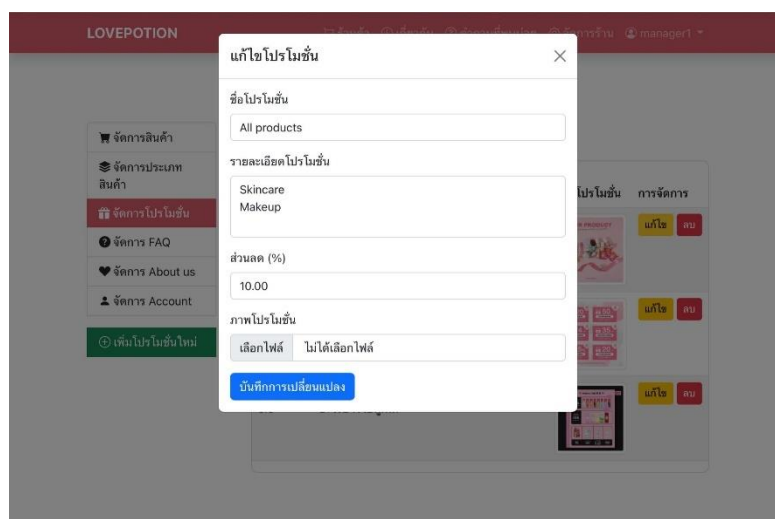 LOVEPOTION
จัดการร้าน manager1
แก้ไขโปรโมชั่น
ชื่อโปรโมชั่น
All products
รายละเอียดโปรโมชั่น
Skincare
Makeup
ส่วนลด (%)
10.00
ภาพโปรโมชั่น
เลือกไฟล์ ไม่ได้เลือกไฟล์
บันทึกการเปลี่ยนแปลง
จัดการสินค้า
จัดการประเภท
สินค้า
จัดการโปรโมชั่น
จัดการ FAQ
จัดการ About us
จัดการ Account
เพิ่มโปรโมชั่นใหม่
โปรโมชั่น การจัดการ
แก้ไข ลบ
แก้ไข ลบ
แก้ไข ลบ